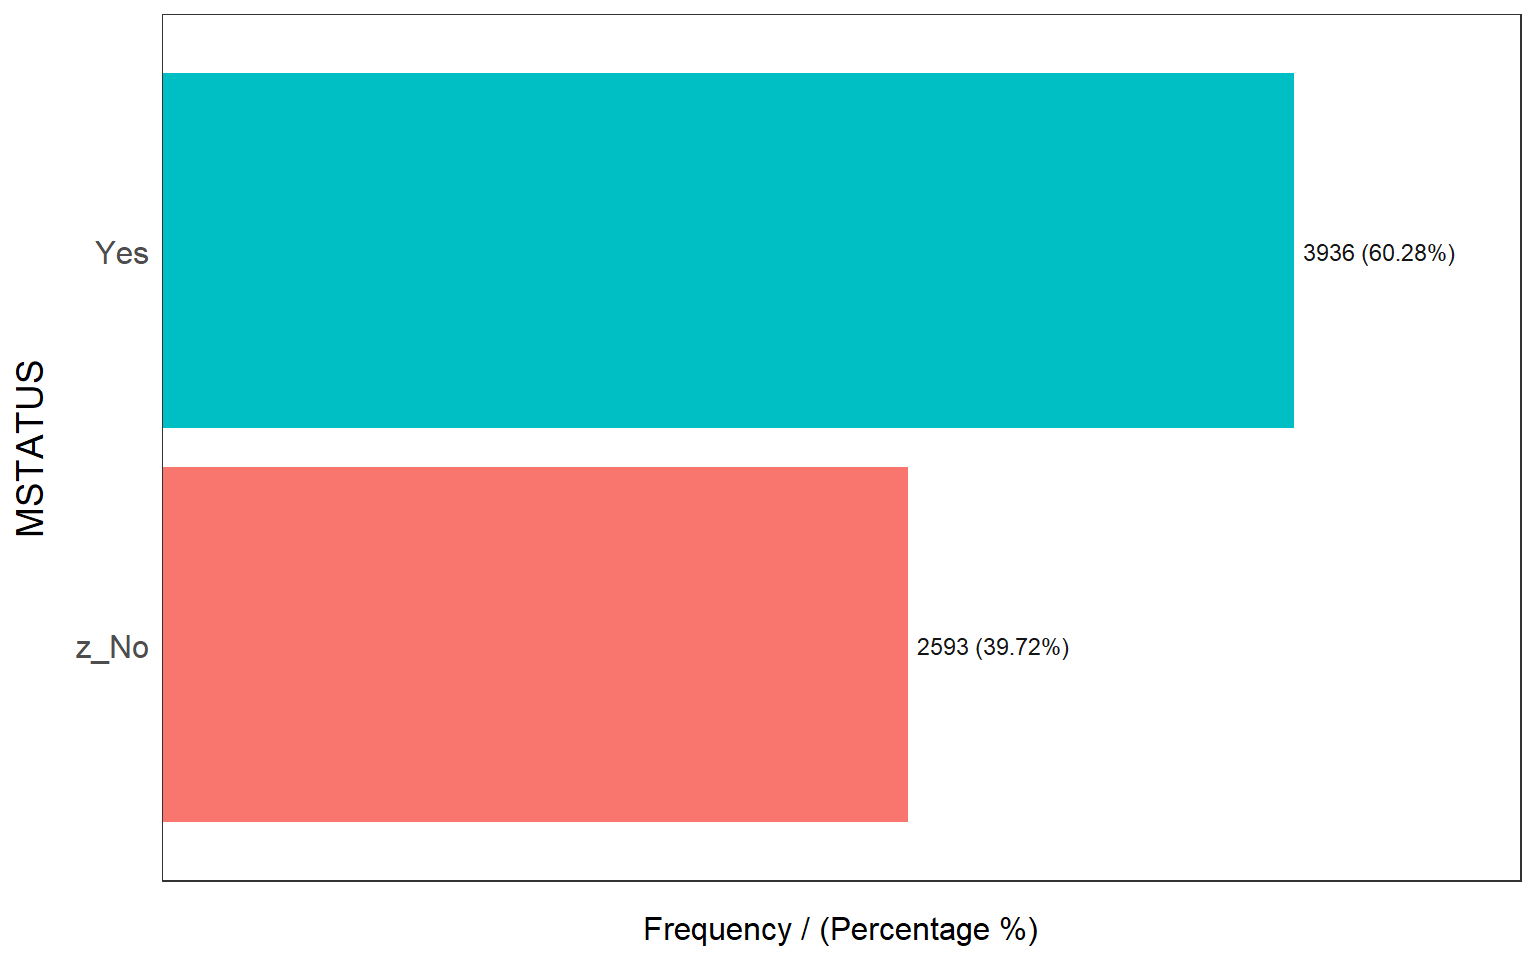 Yes
3936 (60.28%)
MSTATUS
z_No
2593 (39.72%)
Frequency / (Percentage %)